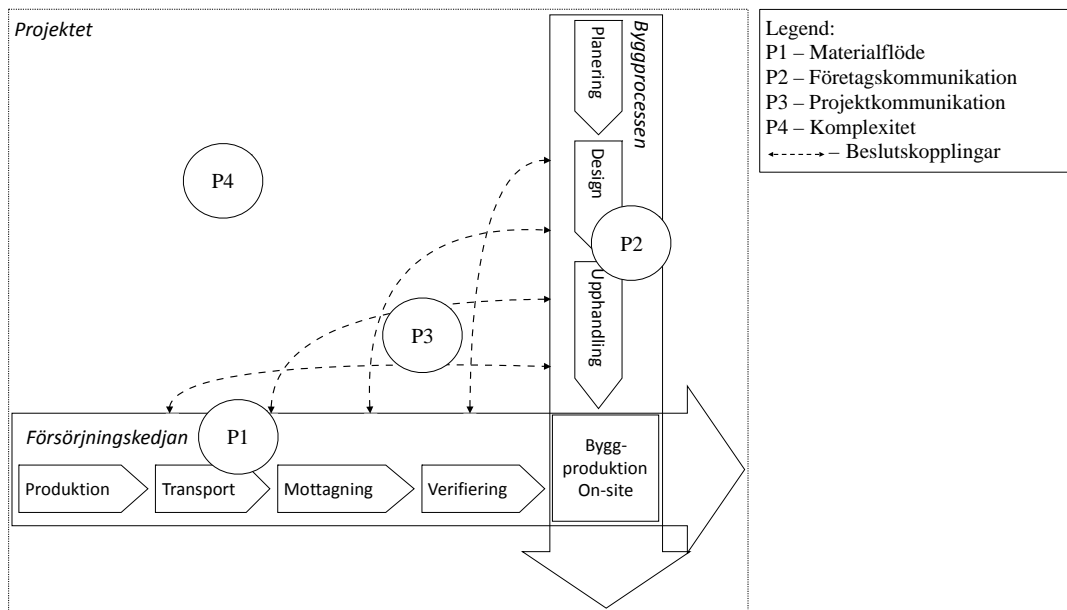 Projektet
Byggprocessen
Planering
Design
Upphandling
P4
P2
P3
P1
Försörjningskedjan
Produktion
Transport
Mottagning
Verifiering
Bygg-
produktion
On-site
Legend:
P1 – Materialflöde
P2 – Företagskommunikation
P3 – Projektkommunikation
P4 – Komplexitet
– Beslutskopplingar